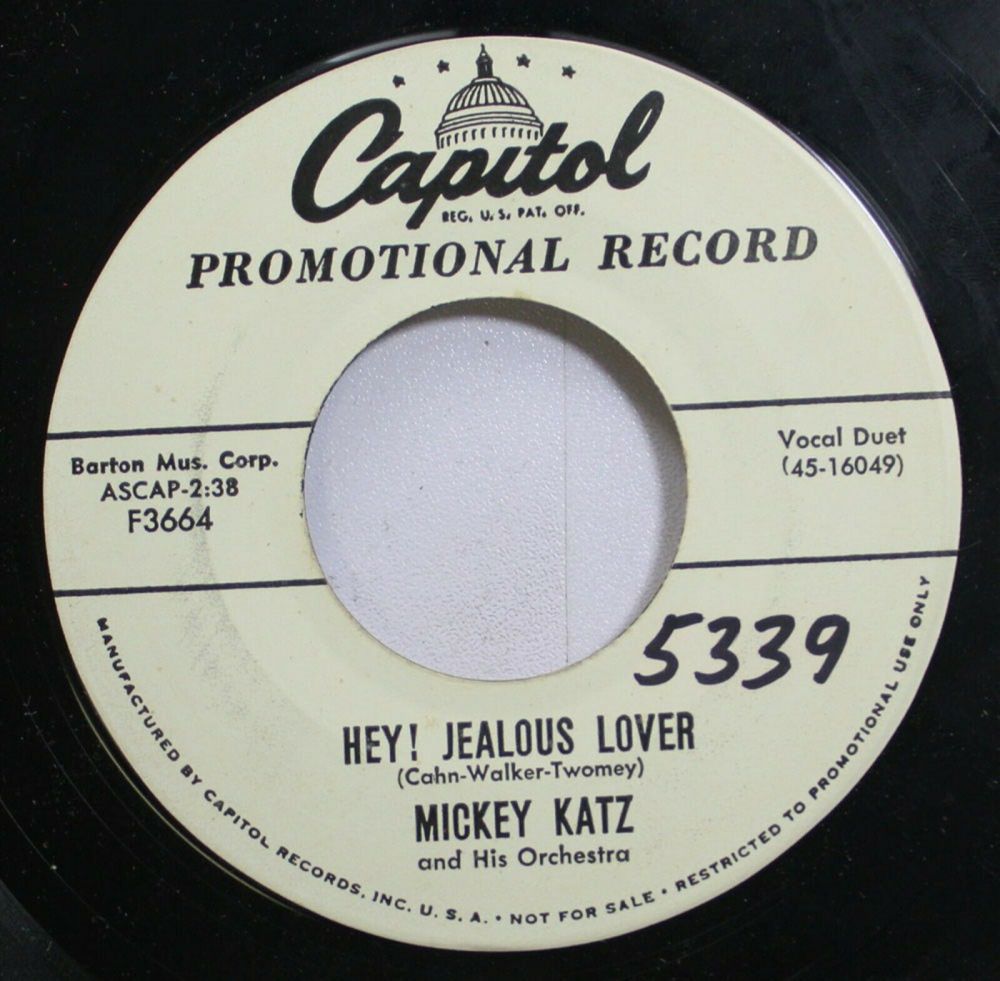 Capitol
REG. U. S. PAT. OFF.
PROMOTIONAL RECORD
Barton Mus. Corp.
ASCAP-2:38
F3664
Vocal Duet
(45-16049)
5339
HEY! JEALOUS LOVER
(Cahn-Walker-Twomey)
MICKEY KATZ
and His Orchestra
MANUFACTURED BY CAPITOL RECORDS, INC. U. S. A. • NOT FOR SALE • RESTRICTED TO PROMOTIONAL USE ONLY